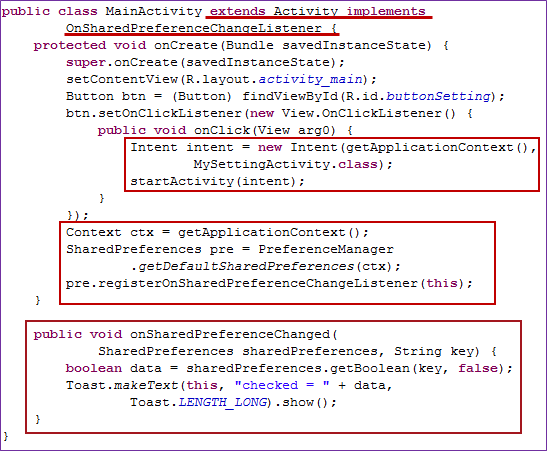 public class MainActivity extends Activity implements
        OnSharedPreferenceChangeListener {
    protected void onCreate(Bundle savedInstanceState) {
        super.onCreate(savedInstanceState);
        setContentView(R.layout.activity_main);
        Button btn = (Button) findViewById(R.id.buttonSetting);
        btn.setOnClickListener(new View.OnClickListener() {
            public void onClick(View arg0) {
                Intent intent = new Intent(getApplicationContext(),
                        MySettingActivity.class);
                startActivity(intent);
            }
        });
        Context ctx = getApplicationContext();
        SharedPreferences pre = PreferenceManager
                .getDefaultSharedPreferences(ctx);
        pre.registerOnSharedPreferenceChangeListener(this);
    }
    public void onSharedPreferenceChanged(
            SharedPreferences sharedPreferences, String key) {
        boolean data = sharedPreferences.getBoolean(key, false);
        Toast.makeText(this, "checked = " + data,
                Toast.LENGTH_LONG).show();
    }
}